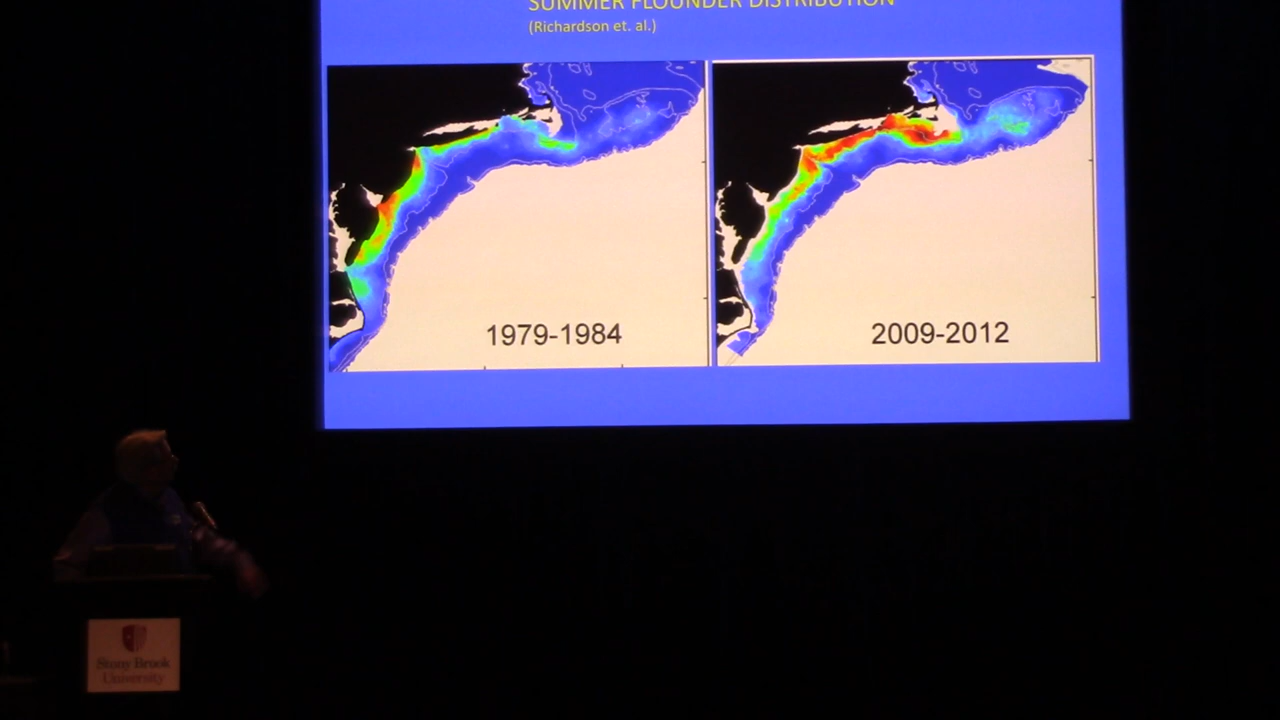 SUMMER FLOUNDER DISTRIBUTION
(Richardson et. al.)
1979-1984
2009-2012
Stony Brook
University